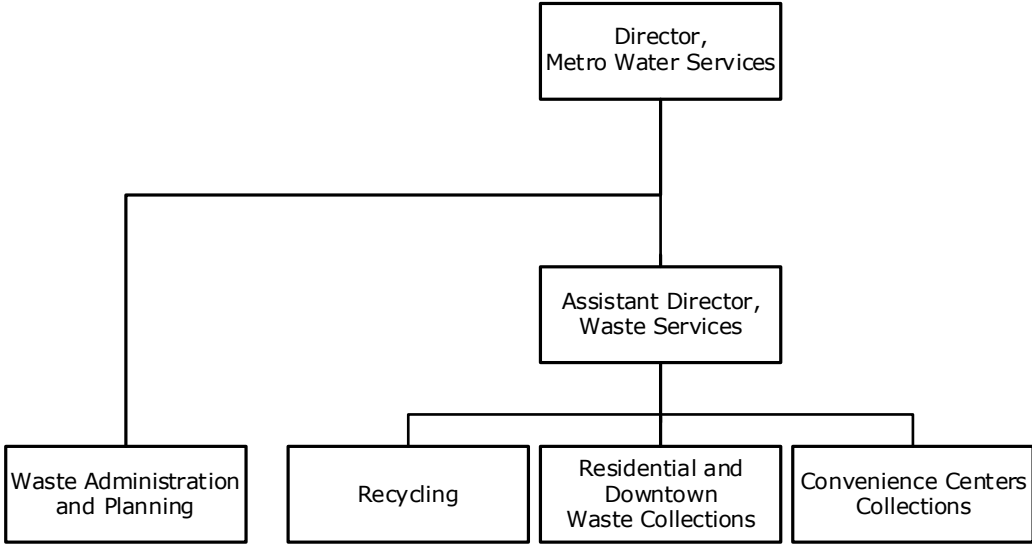 Director,
Metro Water Services
Assistant Director,
Waste Services
Waste Administration
and Planning
Recycling
Residential and
Downtown
Waste Collections
Convenience Centers
Collections